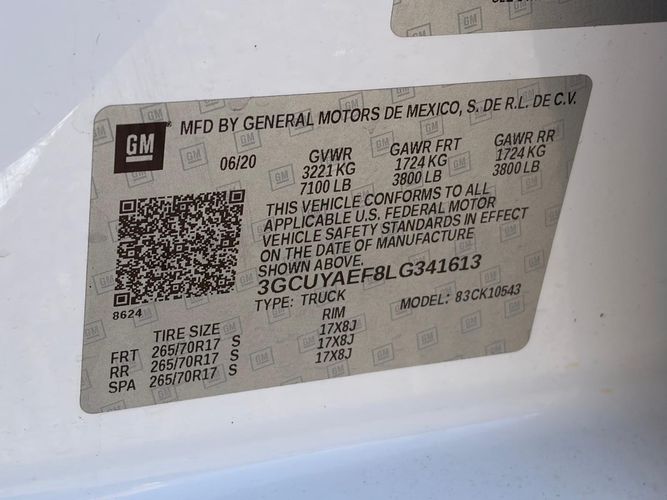 GM
MFD BY GENERAL MOTORS DE MEXICO, S. DE R.L. DE C.V.
06/20 GVWR GAWR FRT GAWR RR
3221 KG 1724 KG 1724 KG
7100 LB 3800 LB 3800 LB
THIS VEHICLE CONFORMS TO ALL
APPLICABLE U.S. FEDERAL MOTOR
VEHICLE SAFETY STANDARDS IN EFFECT
ON THE DATE OF MANUFACTURE
SHOWN ABOVE.
3GCUYAEF8LG341613
8624
TYPE: TRUCK MODEL: 83CK10543
TIRE SIZE RIM
FRT 265/70R17 S 17X8J
RR 265/70R17 S 17X8J
SPA 265/70R17 S 17X8J